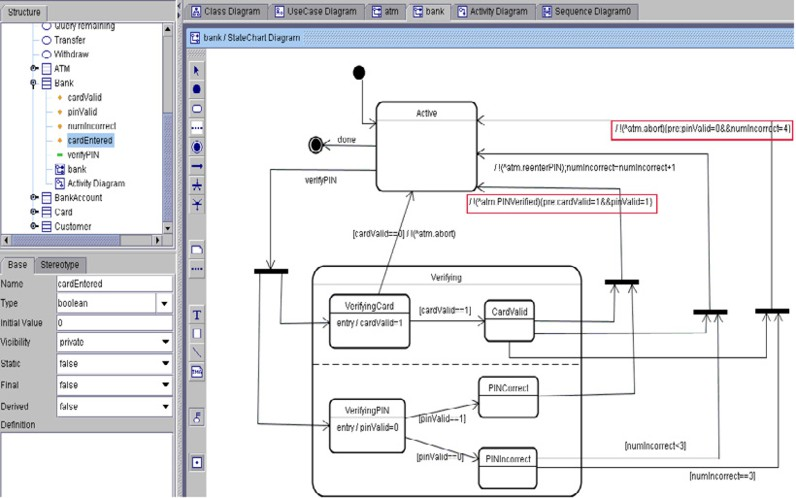 Structure
Query remaining
Transfer
Withdraw
ATM
Bank
cardValid
pinValid
numIncorrect
cardEntered
verifyPIN
bank
Activity Diagram
BankAccount
Card
Customer
Base Stereotype
Name cardEntered
Type boolean
Initial Value 0
Visibility private
Static false
Final false
Derived false
Definition
Class Diagram UseCase Diagram atm bank Activity Diagram Sequence Diagram0
bank / StateChart Diagram
T
Active
done
verifyPIN
/ !(^atm.abort)(pre:pinValid=0&&numIncorrect=4)
/ !(^atm.reenterPIN);numIncorrect=numIncorrect+1
/ !(^atm.PINVerified)(pre:cardValid=1&&pinValid=1)
[cardValid==0] / !(^atm.abort)
Verifying
VerifyingCard
entry / cardValid=1
[cardValid==1]
CardValid
VerifyingPIN
entry / pinValid=0
[pinValid==1]
PINCorrect
[pinValid==0]
PINIncorrect
[numIncorrect<3]
[numIncorrect==3]